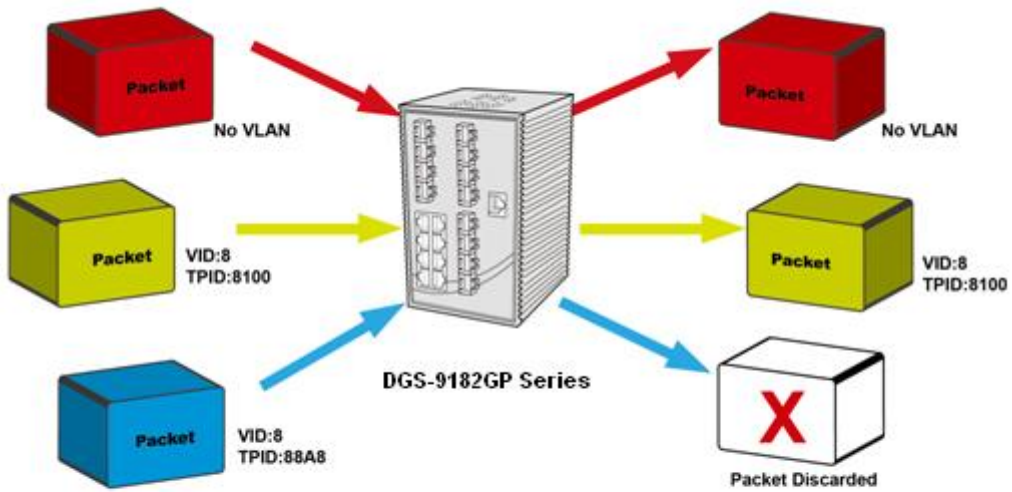 Packet
No VLAN
Packet
No VLAN
Packet
VID:8
TPID:8100
Packet
VID:8
TPID:8100
DGS-9182GP Series
Packet
VID:8
TPID:88A8
X
Packet Discarded